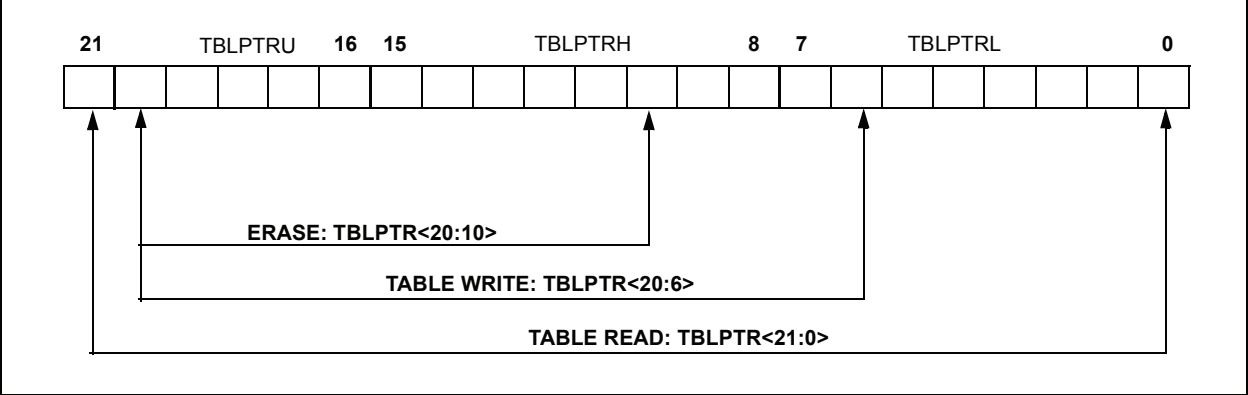 21 TBLPTRU 16 15 TBLPTRH 8 7 TBLPTRL 0
ERASE: TBLPTR<20:10>
TABLE WRITE: TBLPTR<20:6>
TABLE READ: TBLPTR<21:0>